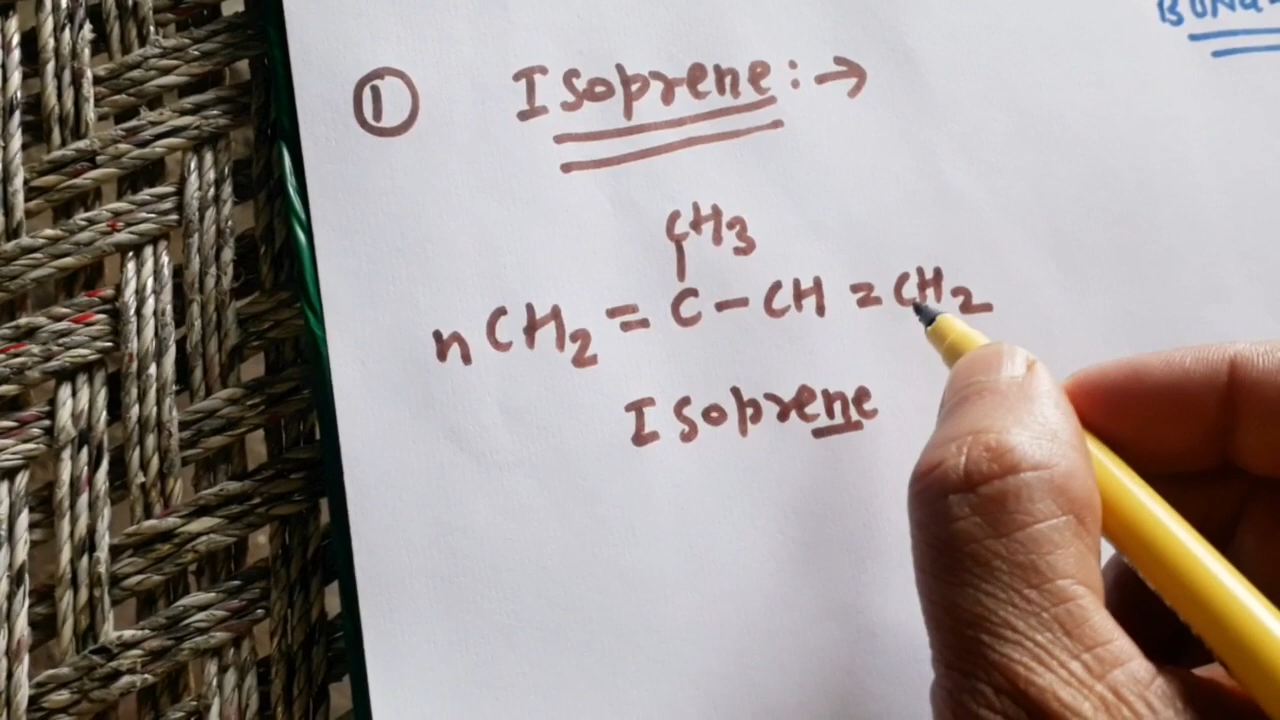 ① Isoprene:→
CH3
nCH2=C-CH=CH2
Isoprene